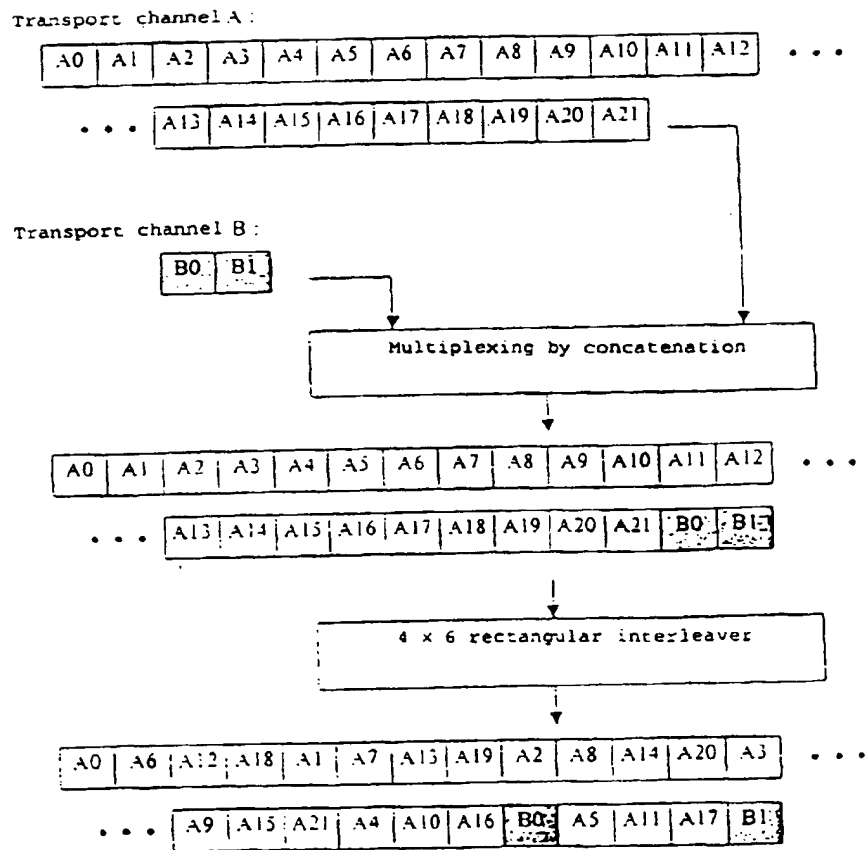 Transport channel A :
A0 A1 A2 A3 A4 A5 A6 A7 A8 A9 A10 A11 A12 • • •
• • • A13 A14 A15 A16 A17 A18 A19 A20 A21
Transport channel B :
B0 B1
Multiplexing by concatenation
A0 A1 A2 A3 A4 A5 A6 A7 A8 A9 A10 A11 A12 • • •
• • • A13 A14 A15 A16 A17 A18 A19 A20 A21 B0 B1
4 × 6 rectangular interleaver
A0 A6 A12 A18 A1 A7 A13 A19 A2 A8 A14 A20 A3 • • •
• • • A9 A15 A21 A4 A10 A16 B0 A5 A11 A17 B1